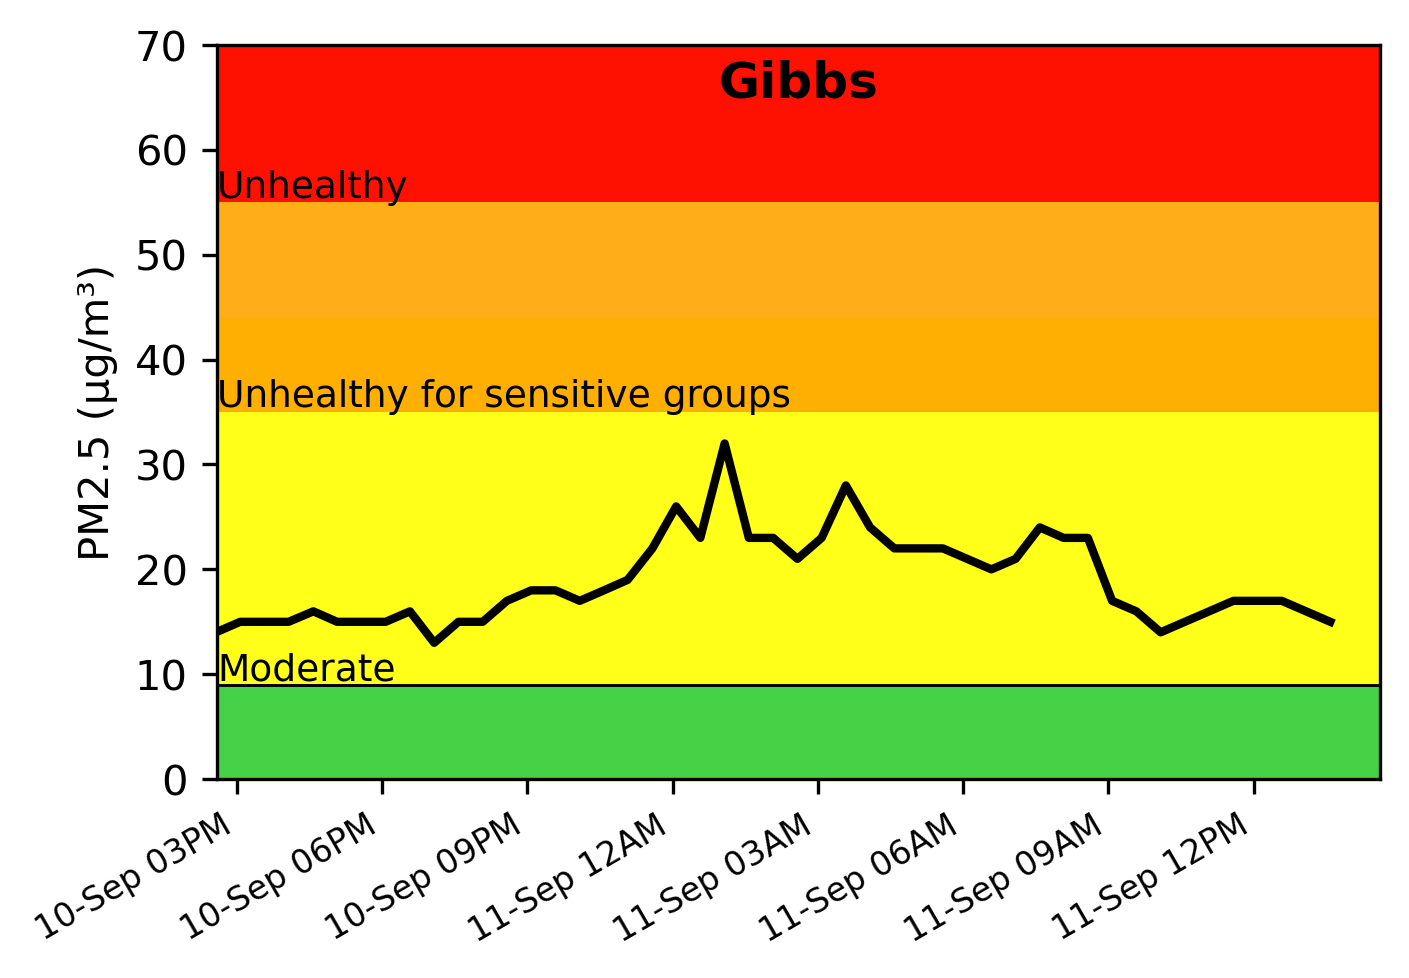 Gibbs
PM2.5 (µg/m³)
70
60
50
40
30
20
10
0
Unhealthy
Unhealthy for sensitive groups
Moderate
10-Sep 03PM
10-Sep 06PM
10-Sep 09PM
11-Sep 12AM
11-Sep 03AM
11-Sep 06AM
11-Sep 09AM
11-Sep 12PM